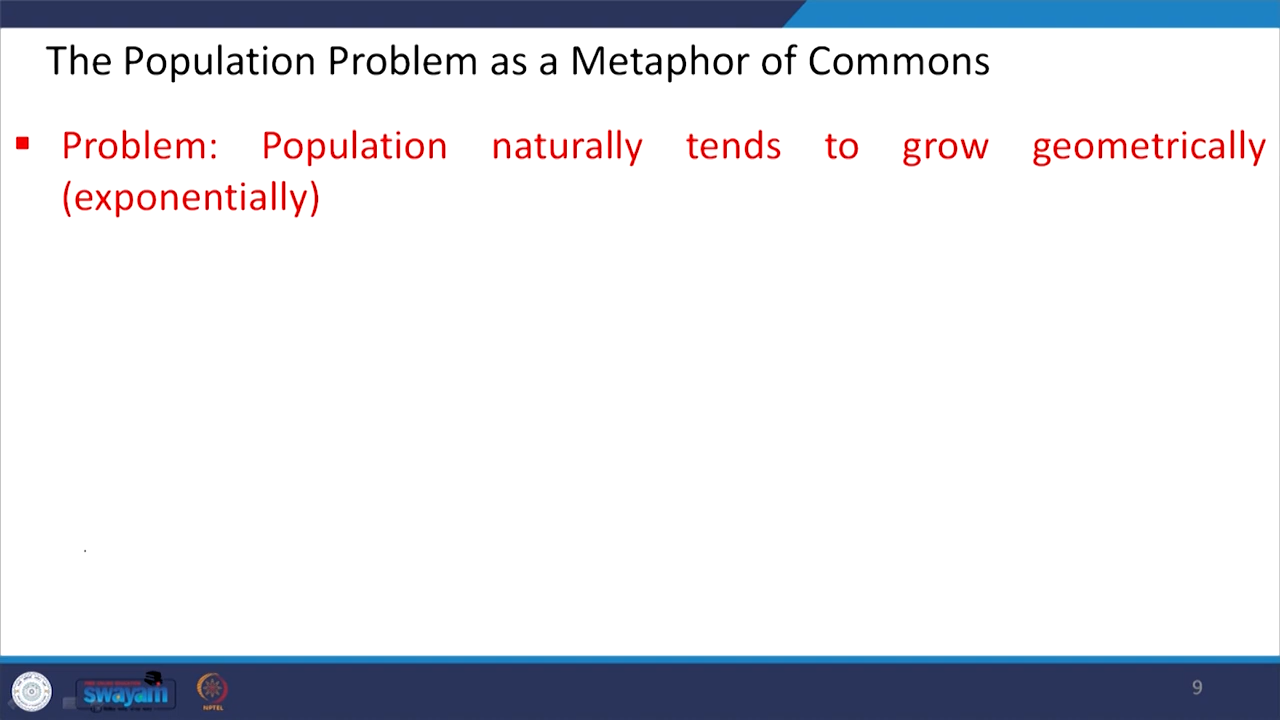 The Population Problem as a Metaphor of Commons
▪ Problem: Population naturally tends to grow geometrically
(exponentially)
swayam
NPTEL
9